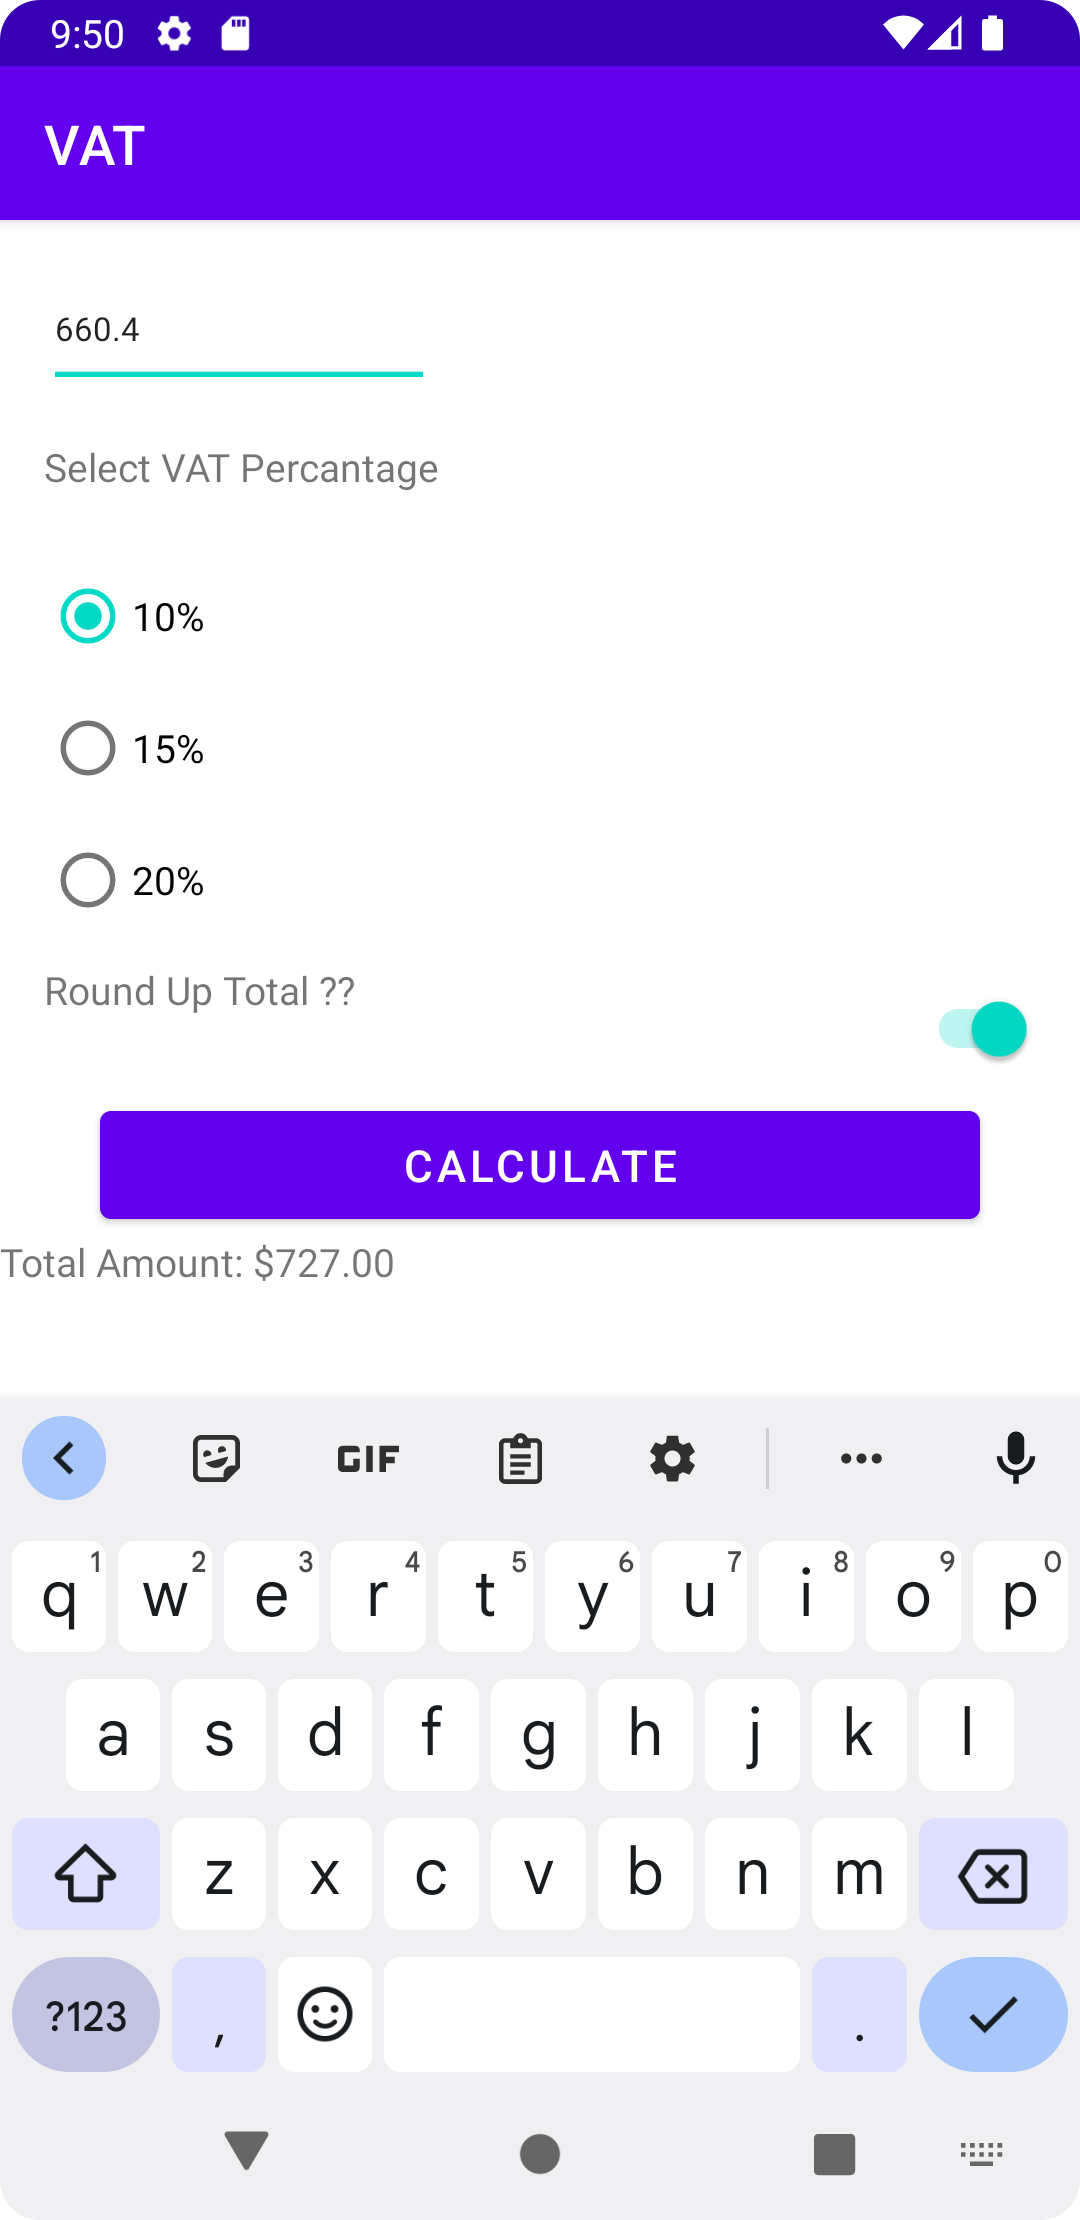 9:50
VAT
660.4
Select VAT Percantage
10%
15%
20%
Round Up Total ??
CALCULATE
Total Amount: $727.00
GIF
q 1 w 2 e 3 r 4 t 5 y 6 u 7 i 8 o 9 p 0
a s d f g h j k l
z x c v b n m
?123 , .